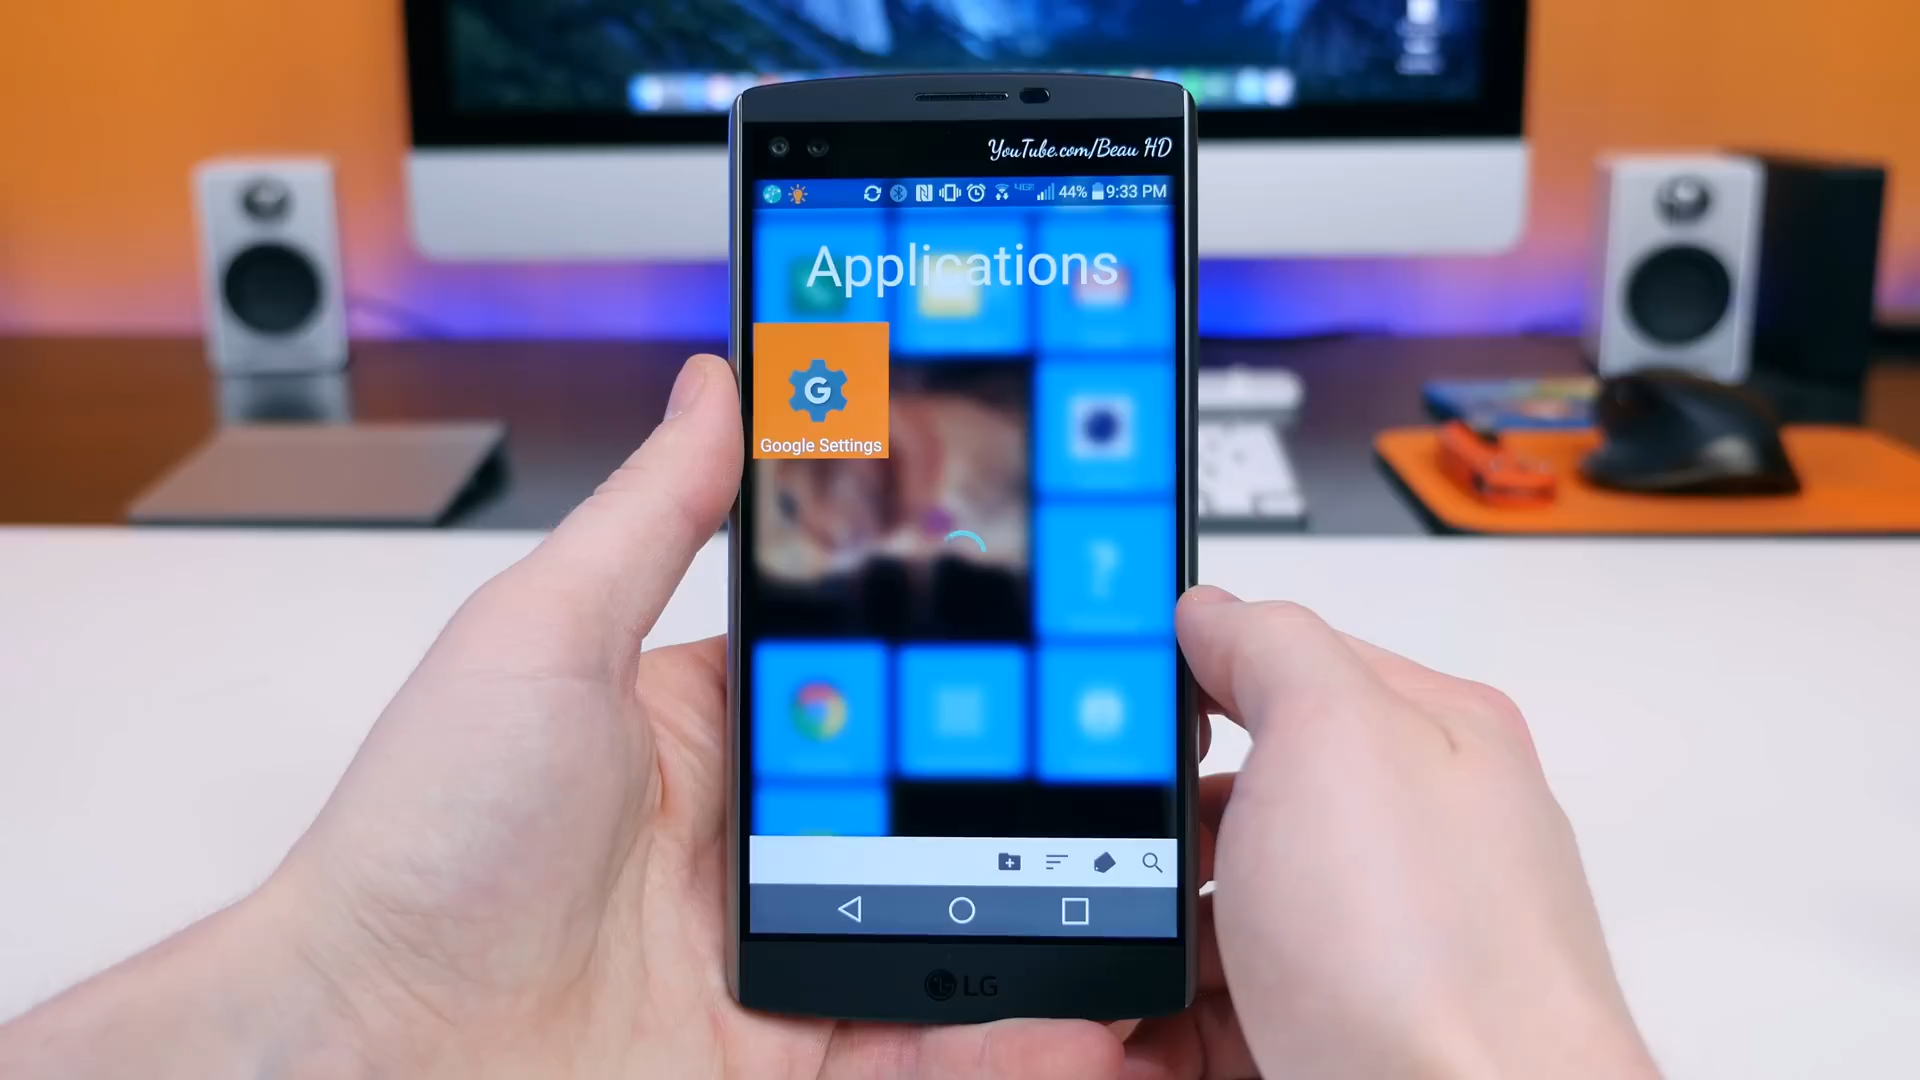 YouTube.com/Beau HD
44% 9:33 PM
Applications
G
Google Settings
LG